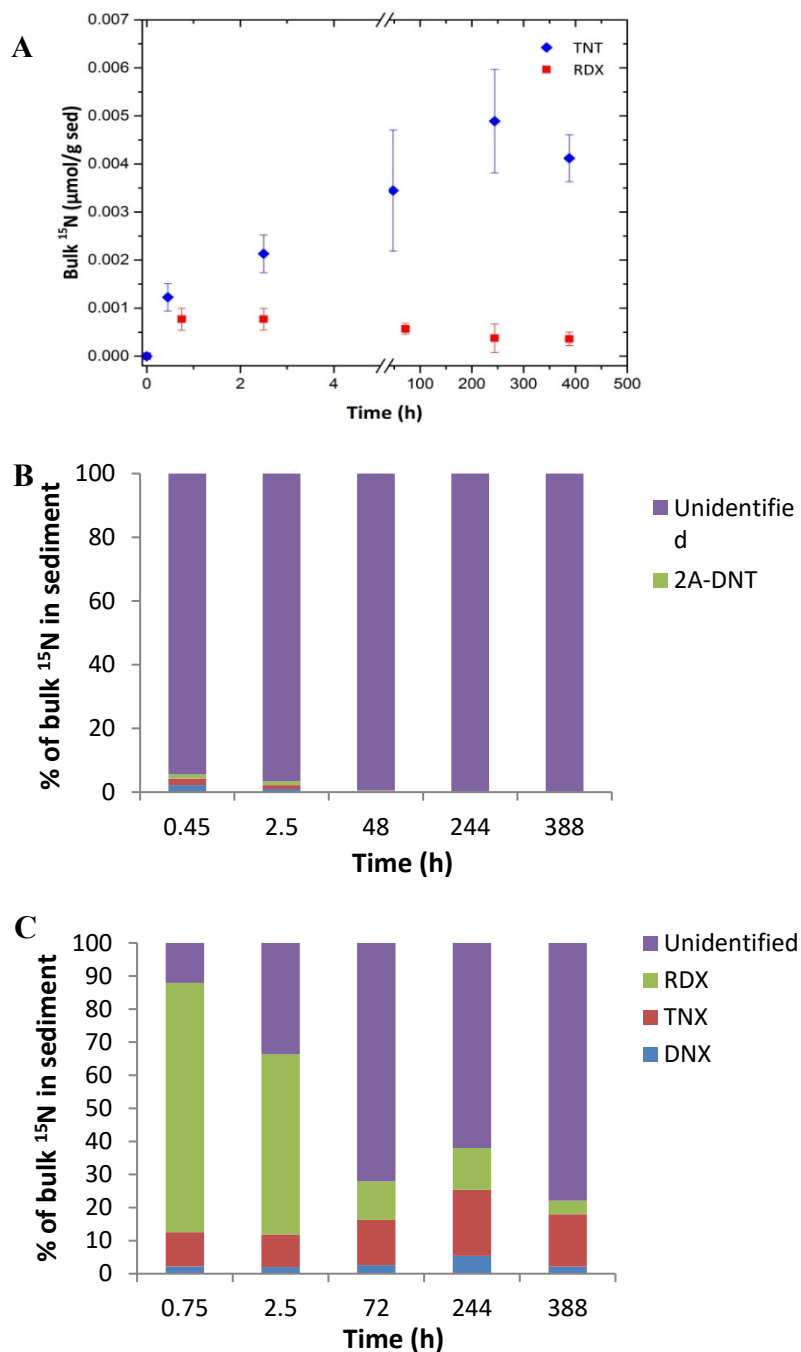 A
0.007
0.006
0.005
0.004
0.003
0.002
0.001
0.000
Bulk ¹⁵N (µmol/g sed)
TNT
RDX
0 2 4 100 200 300 400 500
Time (h)
B
100
80
60
40
20
0
% of bulk ¹⁵N in sediment
0.45 2.5 48 244 388
Time (h)
Unidentifie
d
2A-DNT
C
100
90
80
70
60
50
40
30
20
10
0
% of bulk ¹⁵N in sediment
0.75 2.5 72 244 388
Time (h)
Unidentified
RDX
TNX
DNX